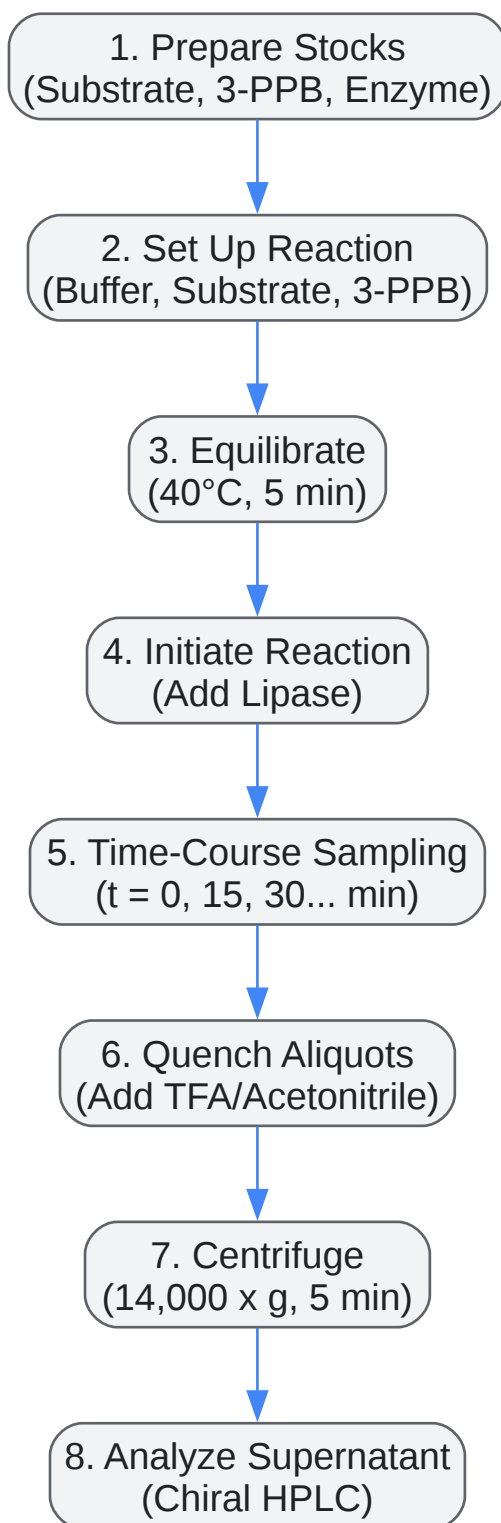 1. Prepare Stocks
(Substrate, 3-PPB, Enzyme)
2. Set Up Reaction
(Buffer, Substrate, 3-PPB)
3. Equilibrate
(40°C, 5 min)
4. Initiate Reaction
(Add Lipase)
5. Time-Course Sampling
(t = 0, 15, 30... min)
6. Quench Aliquots
(Add TFA/Acetonitrile)
7. Centrifuge
(14,000 x g, 5 min)
8. Analyze Supernatant
(Chiral HPLC)